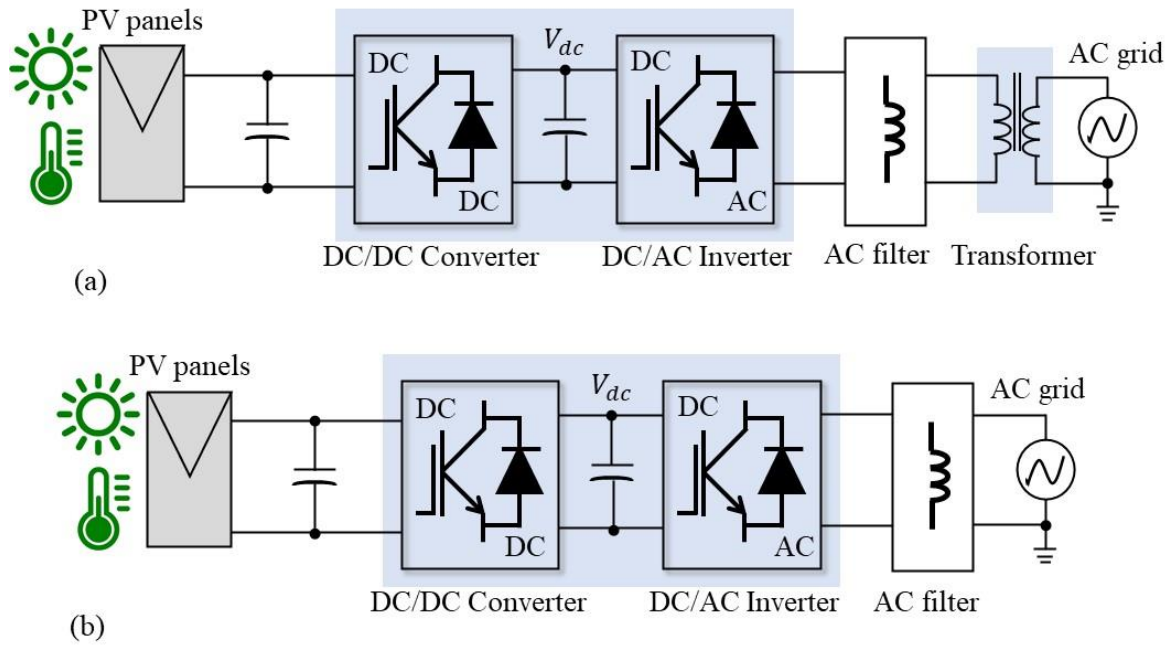 PV panels
AC grid
DC
V_dc
DC
DC
AC
DC/DC Converter
DC/AC Inverter
AC filter
Transformer
(a)
PV panels
AC grid
DC
V_dc
DC
DC
AC
DC/DC Converter
DC/AC Inverter
AC filter
(b)